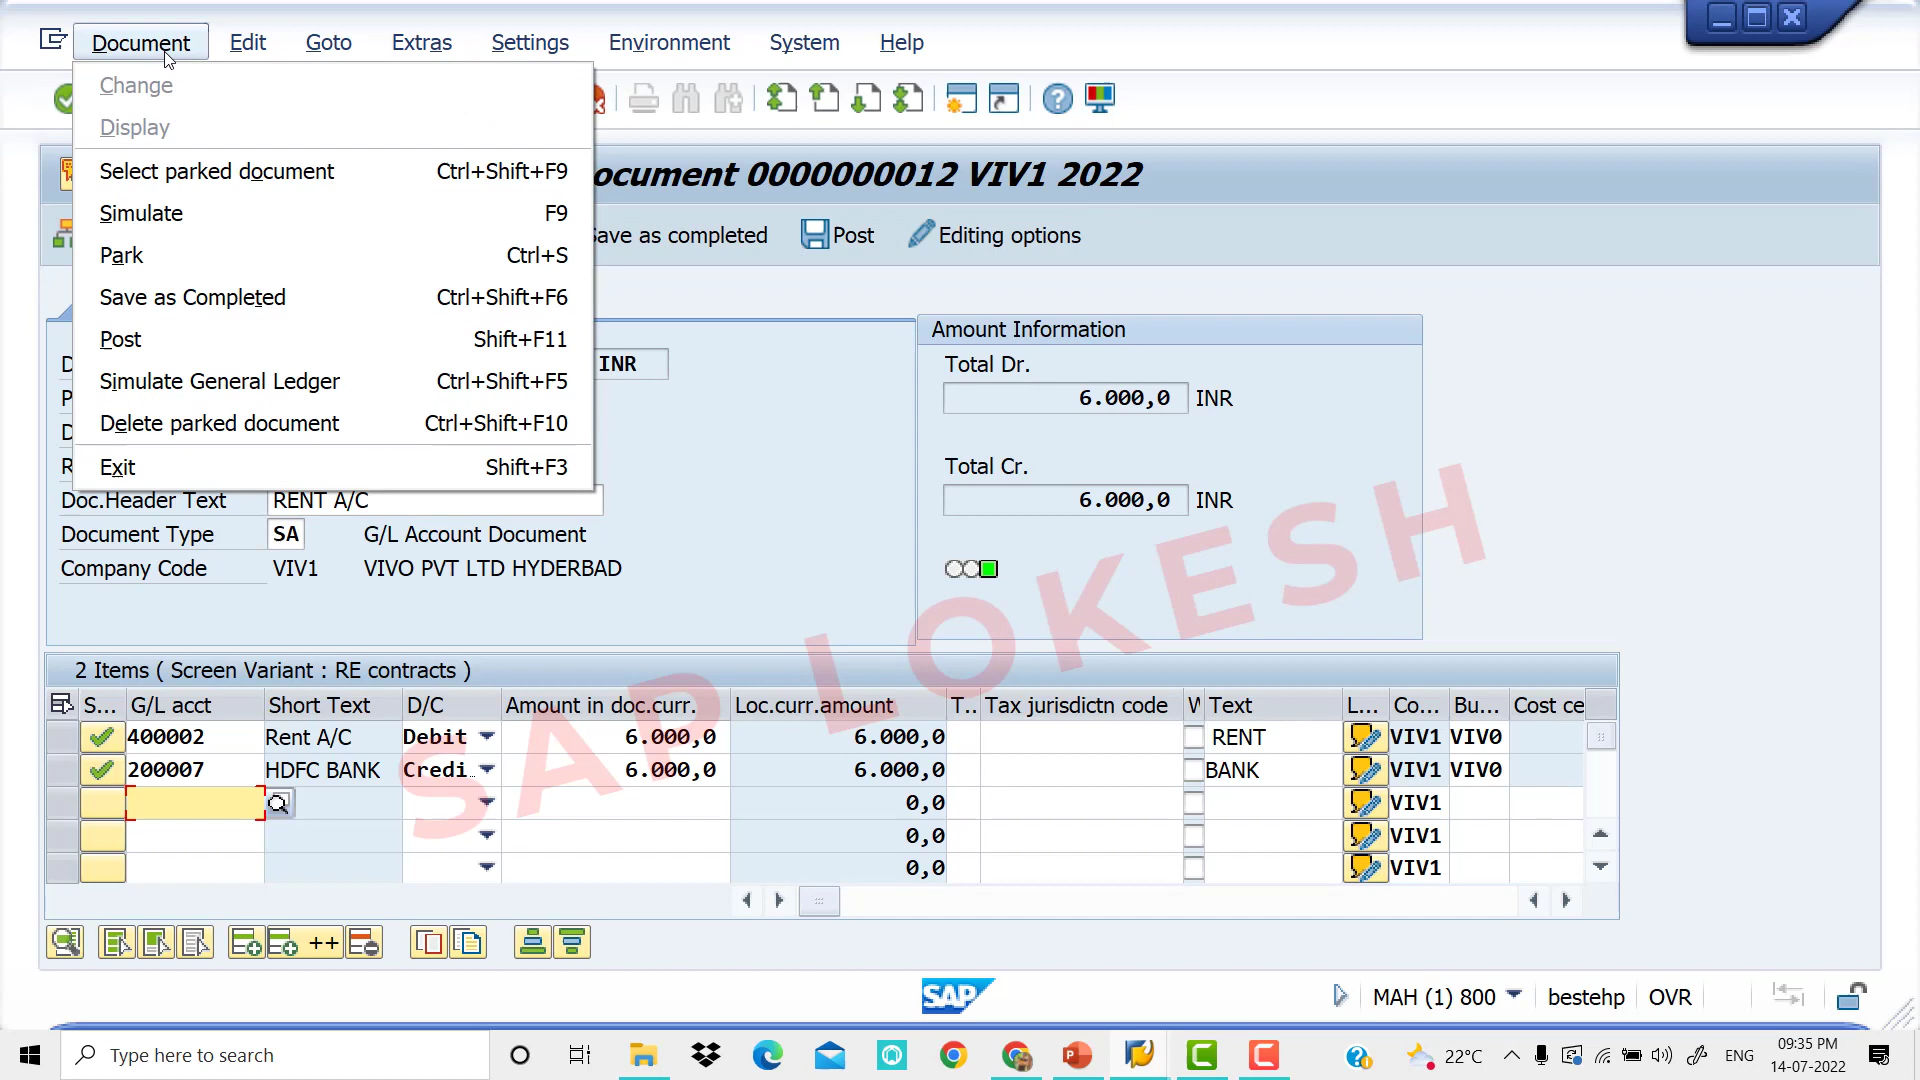 Document Edit Goto Extras Settings Environment System Help
Change
Display
Select parked document Ctrl+Shift+F9
Simulate F9
Park Ctrl+S
Save as Completed Ctrl+Shift+F6
Post Shift+F11
Simulate General Ledger Ctrl+Shift+F5
Delete parked document Ctrl+Shift+F10
Exit Shift+F3
ocument 0000000012 VIV1 2022
Save as completed Post Editing options
D INR
P
D
R
Doc.Header Text RENT A/C
Document Type SA G/L Account Document
Company Code VIV1 VIVO PVT LTD HYDERBAD
Amount Information
Total Dr.
6.000,0 INR
Total Cr.
6.000,0 INR
SAP LOKESH
2 Items ( Screen Variant : RE contracts )
S... G/L acct Short Text D/C Amount in doc.curr. Loc.curr.amount T.. Tax jurisdictn code W Text L... Co... Bu... Cost ce
400002 Rent A/C Debit 6.000,0 6.000,0 RENT VIV1 VIV0
200007 HDFC BANK Credi… 6.000,0 6.000,0 BANK VIV1 VIV0
0,0 VIV1
0,0 VIV1
0,0 VIV1
++
SAP MAH (1) 800 bestehp OVR
Type here to search 22°C ENG 09:35 PM
14-07-2022